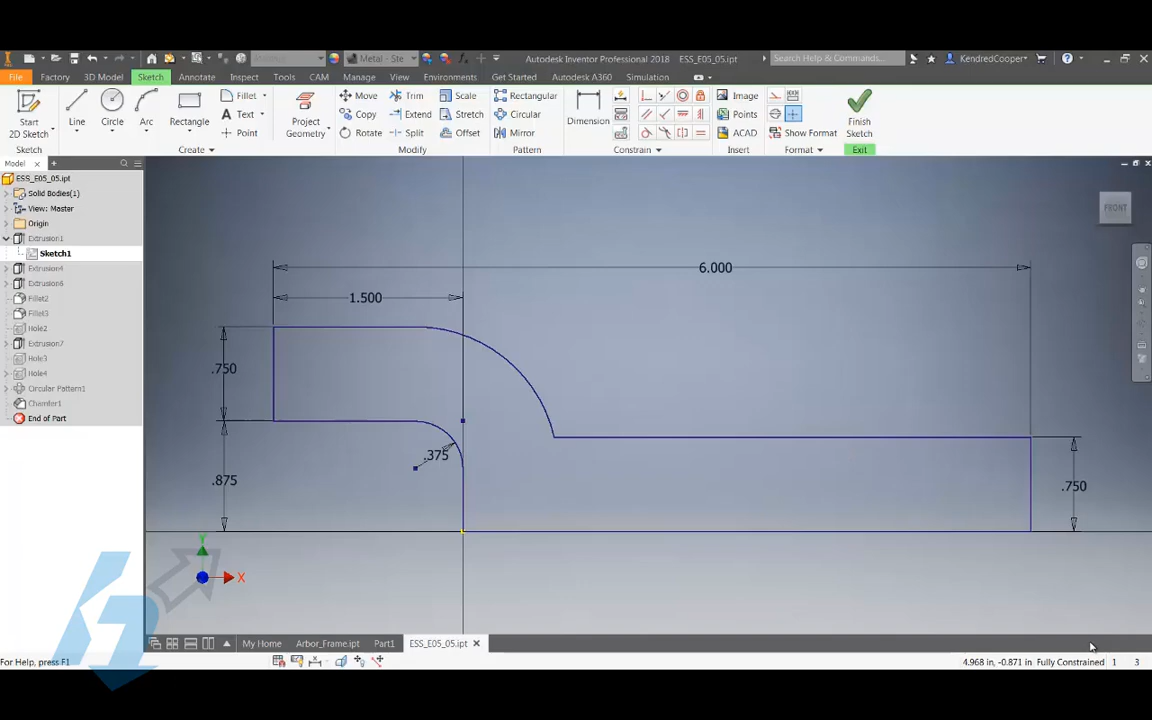 Metal - Ste
Autodesk Inventor Professional 2018 ESS_E05_05.ipt
Search Help & Commands...
KendredCooper
File Factory 3D Model Sketch Annotate Inspect Tools CAM Manage View Environments Get Started Autodesk A360 Simulation
Start
2D Sketch
Line
Circle
Arc
Rectangle
Fillet
Text
Point
Project
Geometry
Move
Copy
Rotate
Trim
Extend
Split
Scale
Stretch
Offset
Rectangular
Circular
Mirror
Dimension
Image
Points
ACAD
Show Format
Finish
Sketch
Sketch Create Modify Pattern Constrain Insert Format Exit
Model
ESS_E05_05.ipt
Solid Bodies(1)
View: Master
Origin
Extrusion1
Sketch1
Extrusion4
Extrusion6
Fillet2
Fillet3
Hole2
Extrusion7
Hole3
Hole4
Circular Pattern1
Chamfer1
End of Part
FRONT
6.000
1.500
.750
.375
.875
.750
Y
X
My Home Arbor_Frame.ipt Part1 ESS_E05_05.ipt
For Help, press F1
4.968 in, -0.871 in Fully Constrained 1 3